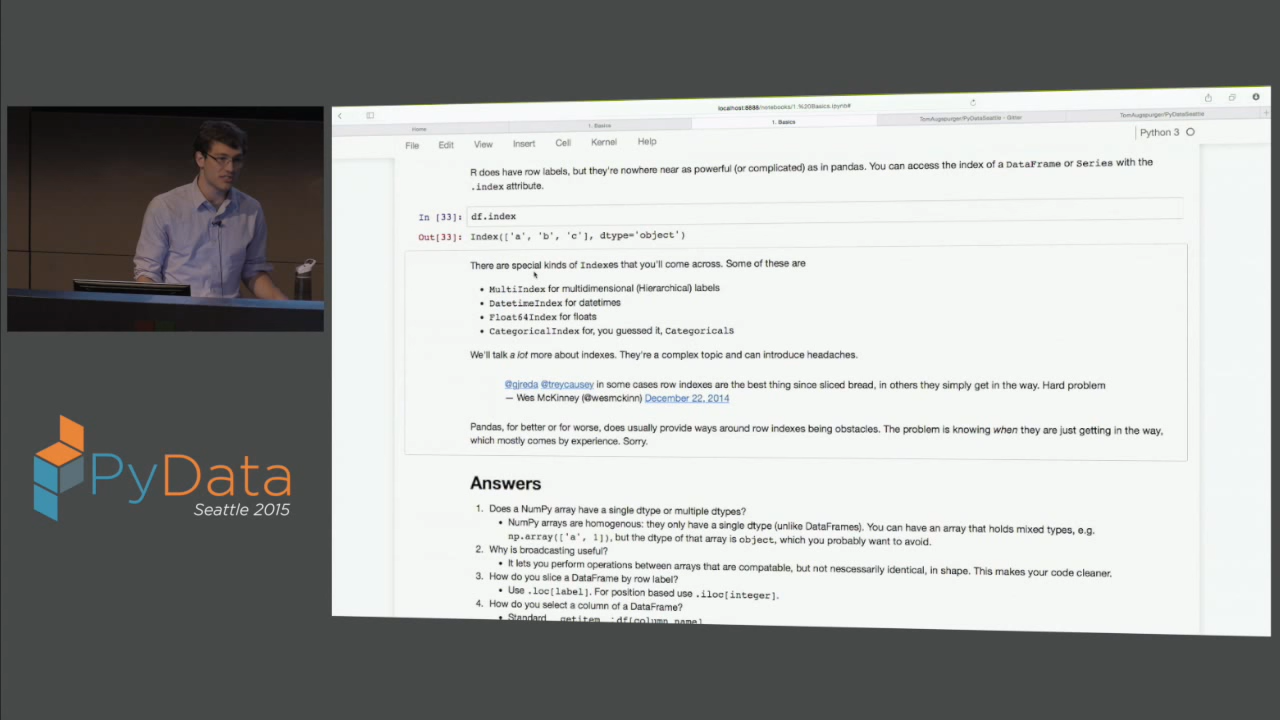 localhost:8888/notebooks/1.%20Basics.ipynb#
Home
1. Basics
1. Basics
TomAugspurger/PyDataSeattle - Gitter
TomAugspurger/PyDataSeattle
File Edit View Insert Cell Kernel Help
Python 3
R does have row labels, but they're nowhere near as powerful (or complicated) as in pandas. You can access the index of a DataFrame or Series with the
.index attribute.
In [33]: df.index
Out[33]: Index(['a', 'b', 'c'], dtype='object')
There are special kinds of Indexes that you'll come across. Some of these are
• MultiIndex for multidimensional (Hierarchical) labels
• DatetimeIndex for datetimes
• Float64Index for floats
• CategoricalIndex for, you guessed it, Categoricals
We'll talk a lot more about indexes. They're a complex topic and can introduce headaches.
@gjreda @treycausey in some cases row indexes are the best thing since sliced bread, in others they simply get in the way. Hard problem
— Wes McKinney (@wesmckinn) December 22, 2014
Pandas, for better or for worse, does usually provide ways around row indexes being obstacles. The problem is knowing when they are just getting in the way,
which mostly comes by experience. Sorry.
Answers
1. Does a NumPy array have a single dtype or multiple dtypes?
• NumPy arrays are homogenous: they only have a single dtype (unlike DataFrames). You can have an array that holds mixed types, e.g.
np.array(['a', 1]), but the dtype of that array is object, which you probably want to avoid.
2. Why is broadcasting useful?
• It lets you perform operations between arrays that are compatable, but not nescessarily identical, in shape. This makes your code cleaner.
3. How do you slice a DataFrame by row label?
• Use .loc[label]. For position based use .iloc[integer].
4. How do you select a column of a DataFrame?
• Standard __getitem__: df[column_name]
PyData
Seattle 2015